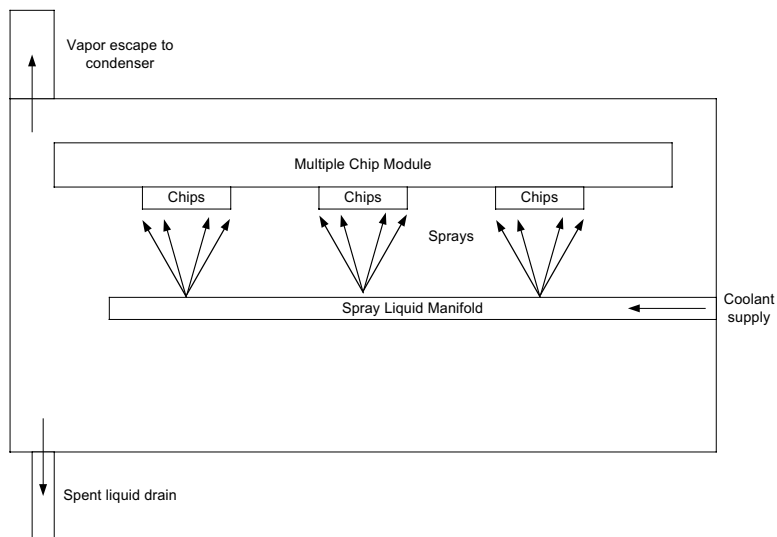 Vapor escape to
condenser
Multiple Chip Module
Chips
Chips
Chips
Sprays
Spray Liquid Manifold
Coolant
supply
Spent liquid drain